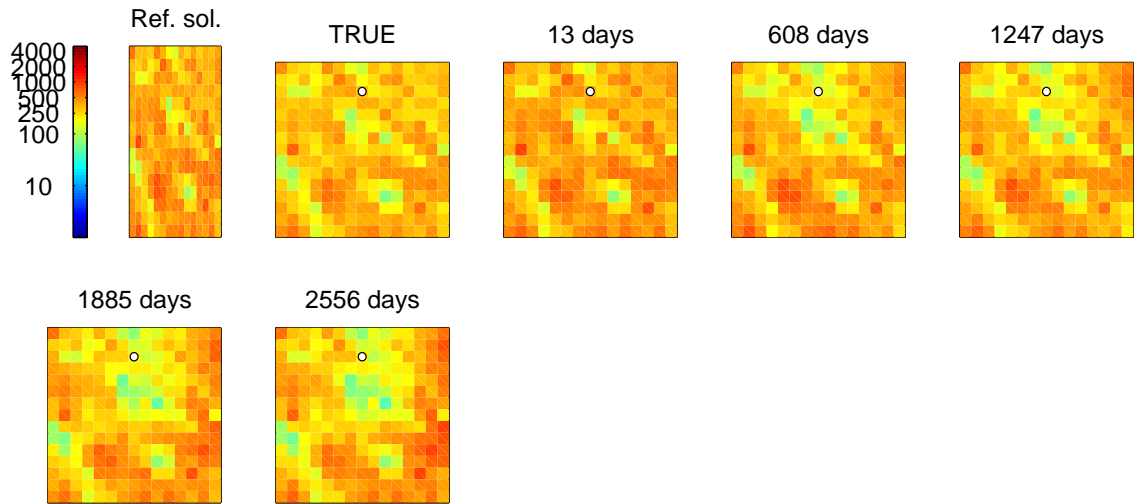 Ref. sol.
TRUE
13 days
608 days
1247 days
4000
2000
1000
500
250
100
10
1885 days
2556 days